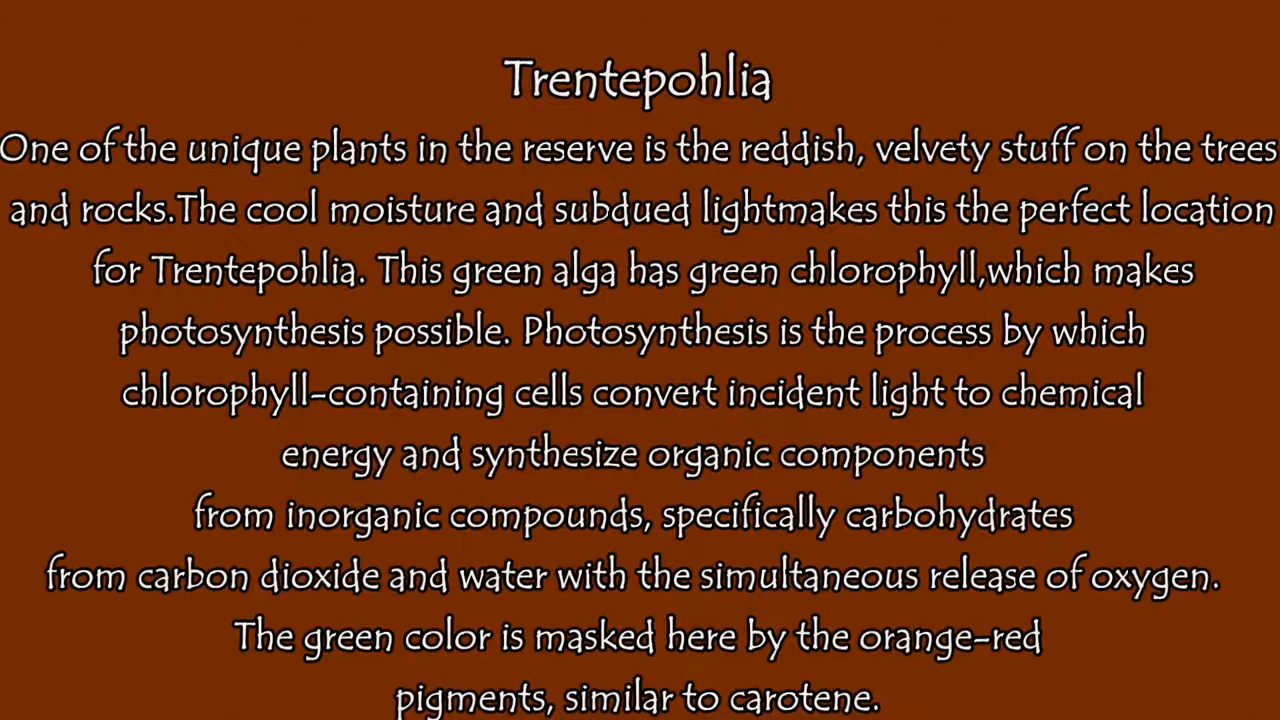 Trentepohlia
One of the unique plants in the reserve is the reddish, velvety stuff on the trees
and rocks.The cool moisture and subdued lightmakes this the perfect location
for Trentepohlia. This green alga has green chlorophyll,which makes
photosynthesis possible. Photosynthesis is the process by which
chlorophyll-containing cells convert incident light to chemical
energy and synthesize organic components
from inorganic compounds, specifically carbohydrates
from carbon dioxide and water with the simultaneous release of oxygen.
The green color is masked here by the orange-red
pigments, similar to carotene.